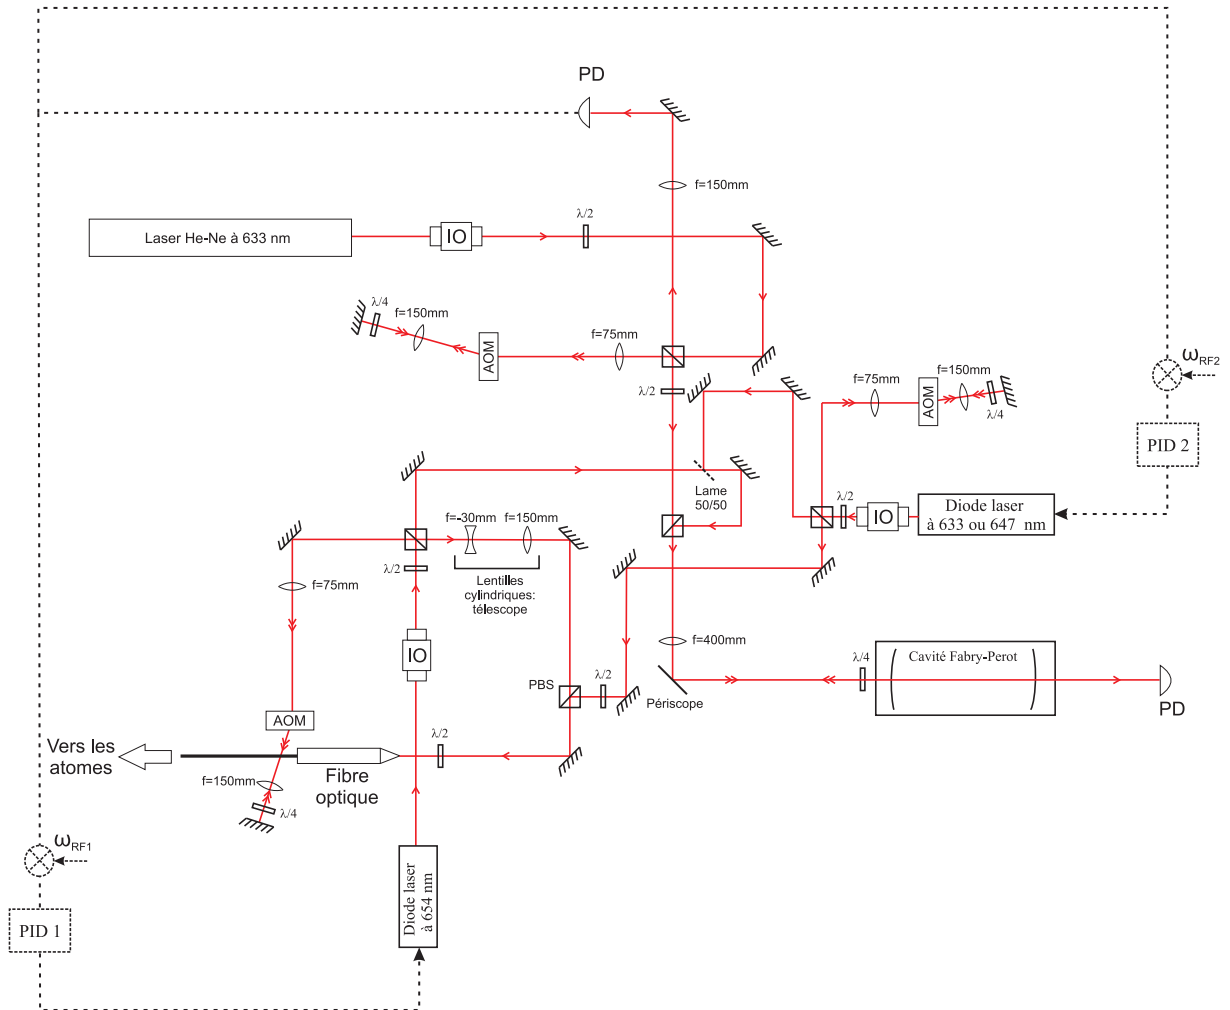 PD
f=150mm
λ/2
Laser He-Ne à 633 nm
IO
λ/4
f=150mm
AOM
f=75mm
λ/2
ωRF2
f=75mm
f=150mm
AOM
λ/4
PID 2
Lame
50/50
λ/2
IO
Diode laser
à 633 ou 647 nm
f=-30mm
f=150mm
λ/2
Lentilles
cylindriques:
télescope
f=75mm
IO
f=400mm
Cavité Fabry-Perot
λ/4
PBS
λ/2
Périscope
PD
AOM
Vers les
atomes
λ/2
Fibre
optique
f=150mm
λ/4
ωRF1
Diode laser
à 654 nm
PID 1